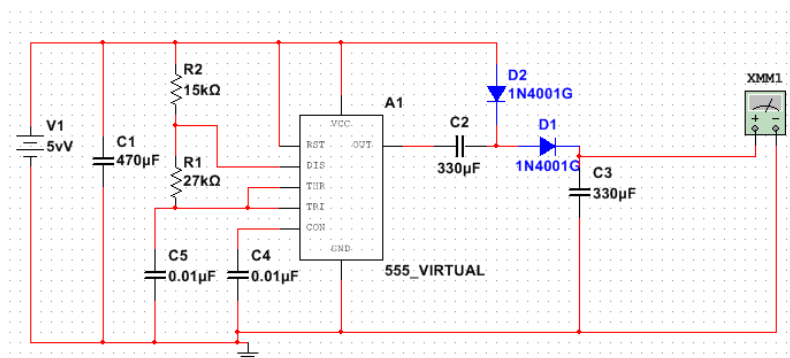 R2
15kΩ
V1
5vV
C1
470µF
R1
27kΩ
C5
0.01µF
C4
0.01µF
A1
VCC
RST
OUT
DIS
THR
TRI
CON
GND
555_VIRTUAL
C2
330µF
D2
1N4001G
D1
1N4001G
C3
330µF
XMM1
+ -